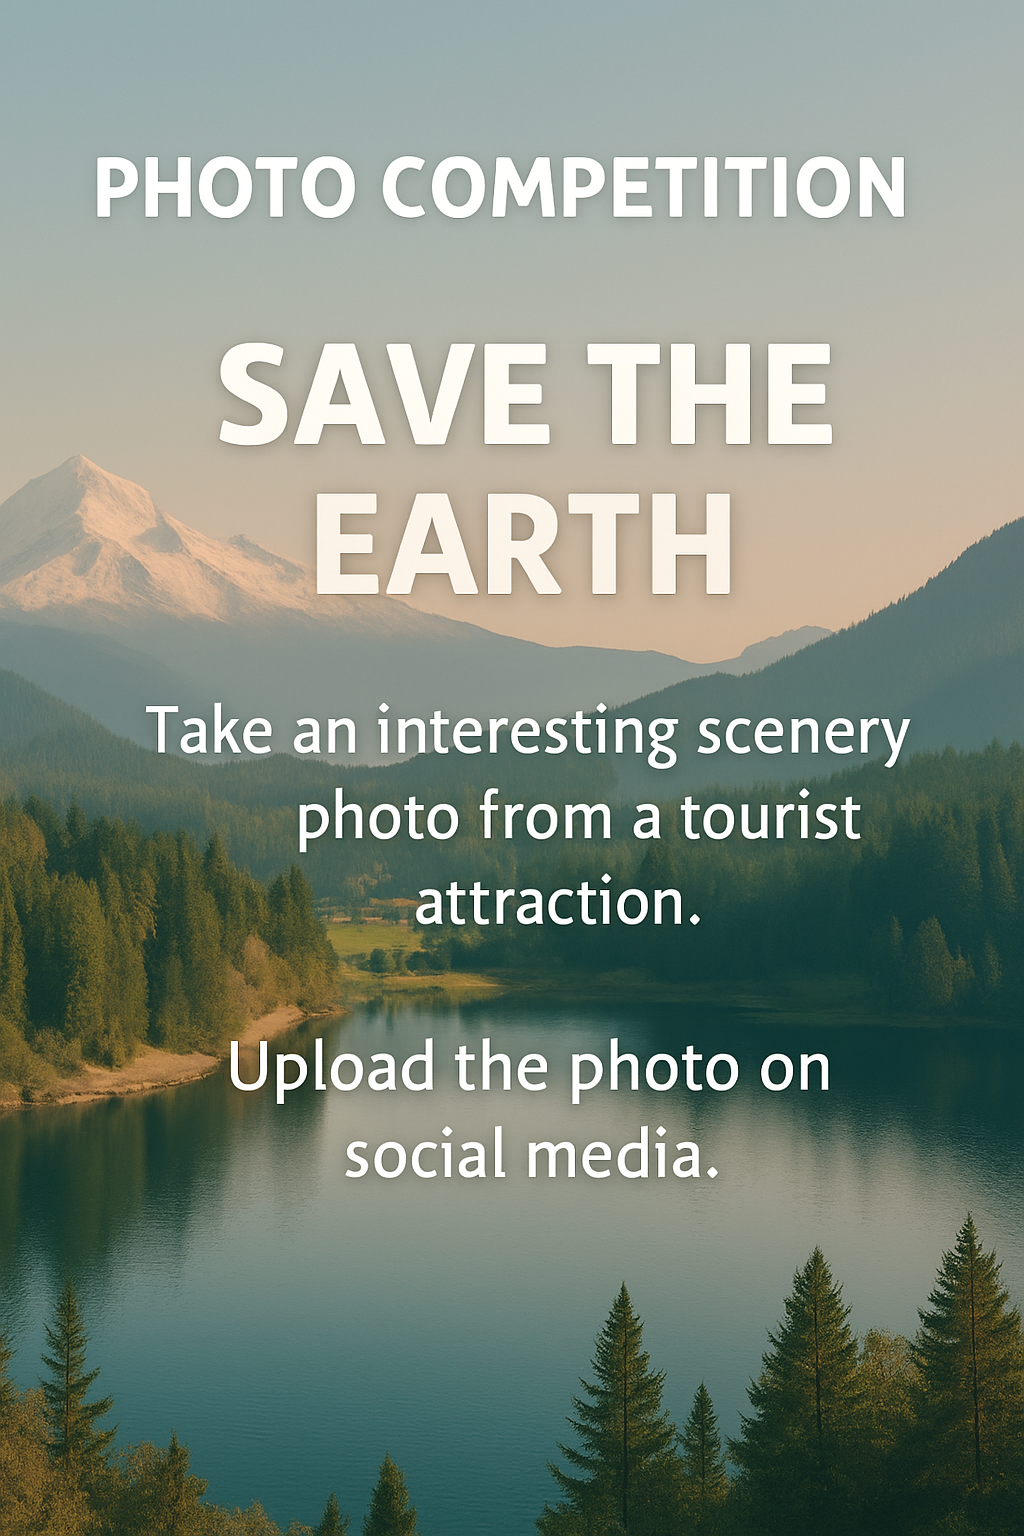 PHOTO COMPETITION
SAVE THE
EARTH
Take an interesting scenery
photo from a tourist
attraction.
Upload the photo on
social media.